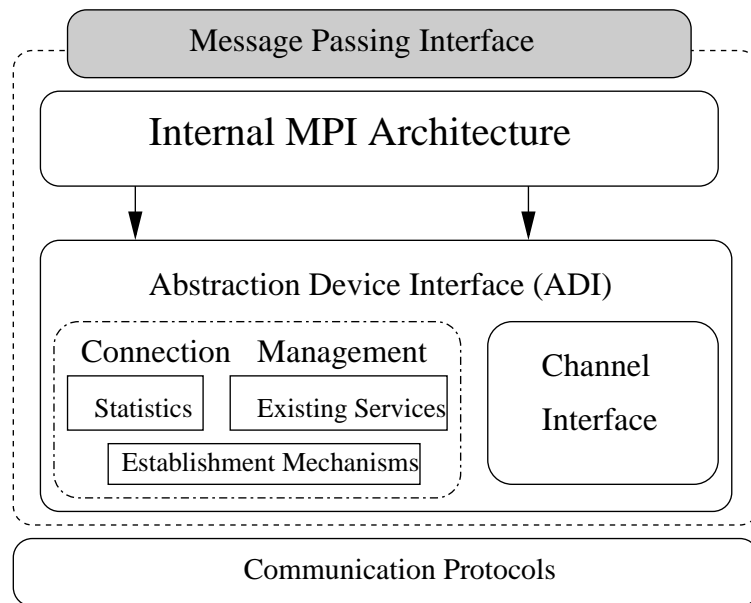 Message Passing Interface
Internal MPI Architecture
Abstraction Device Interface (ADI)
Connection Management
Statistics
Existing Services
Establishment Mechanisms
Channel
Interface
Communication Protocols